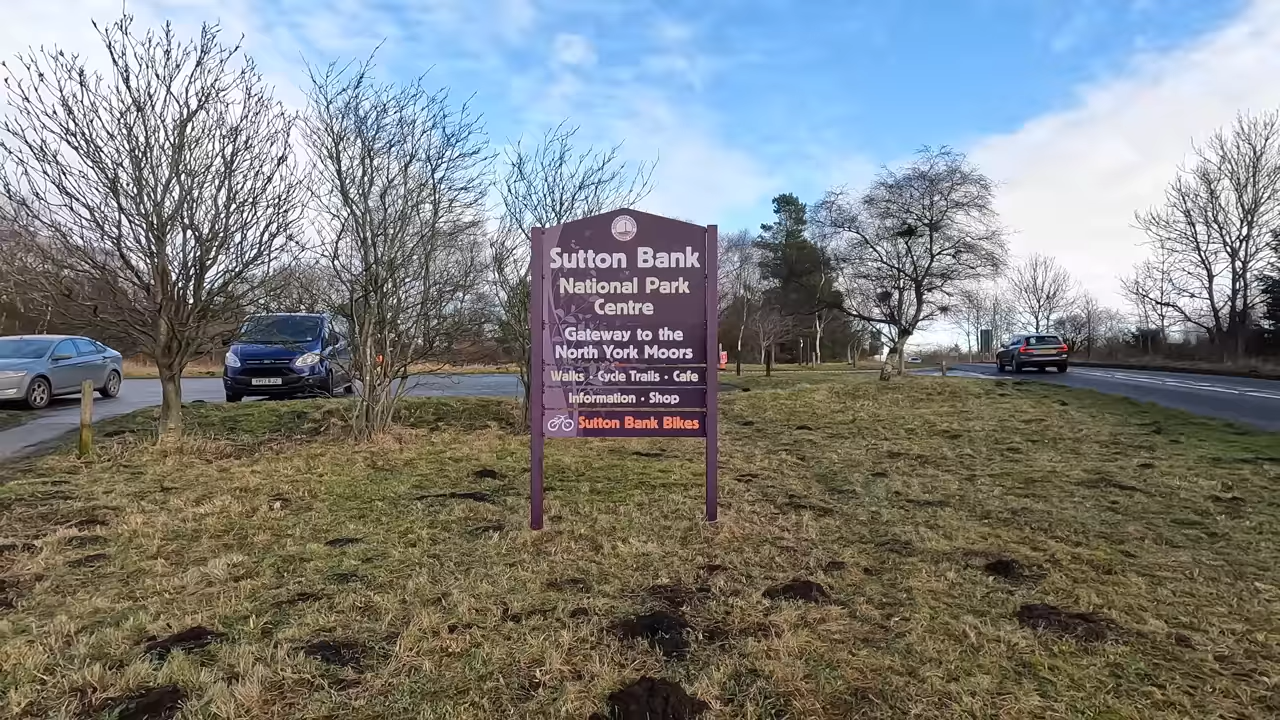 Sutton Bank
National Park
Centre
Gateway to the
North York Moors
Walks · Cycle Trails · Cafe
Information · Shop
Sutton Bank Bikes